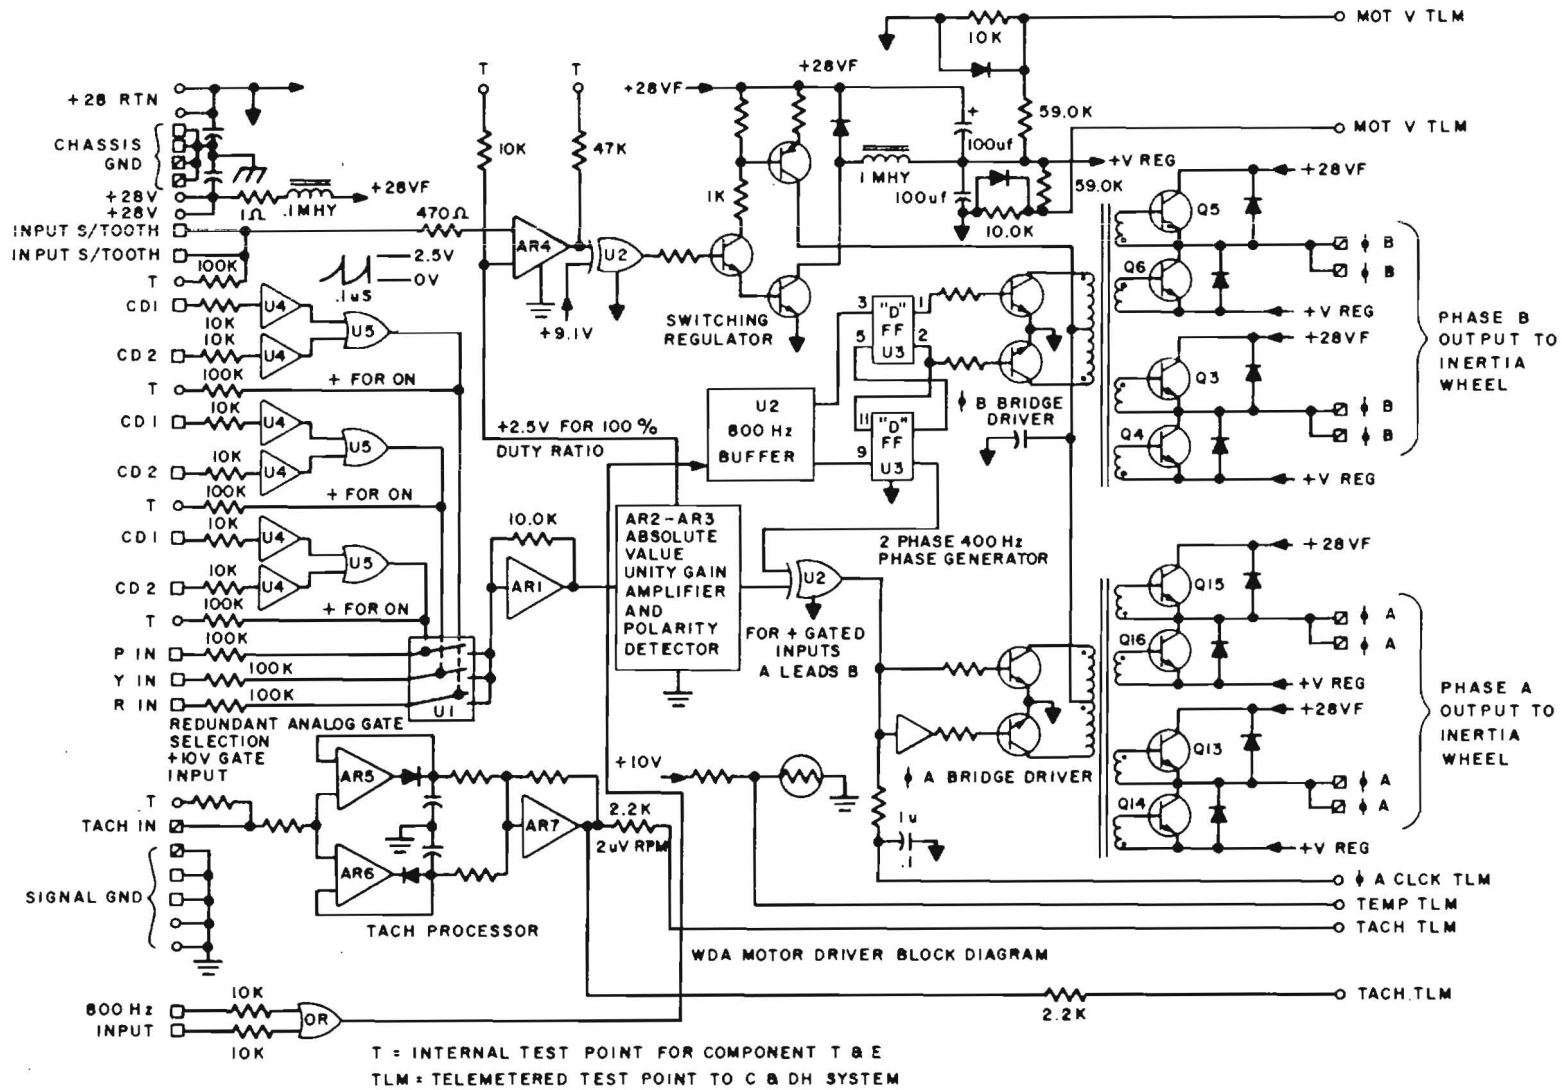 MOT V TLM
10K
+28VF
+28VF
T
T
+28 RTN
CHASSIS
GND
+28V
+28V
1Ω
.1MHY
+28VF
10K
47K
1K
+
100uf
59.0K
MOT V TLM
1 MHY
+V REG
100uf
59.0K
10.0K
INPUT S/TOOTH
INPUT S/TOOTH
T
100K
2.5V
0V
.1uS
470Ω
AR4
U2
+9.1V
SWITCHING
REGULATOR
CD1
10K
U4
U5
CD2
10K
U4
T
100K
+ FOR ON
CD1
10K
U4
U5
CD2
10K
U4
T
100K
+ FOR ON
CD1
10K
U4
U5
CD2
10K
U4
T
100K
+ FOR ON
P IN
100K
Y IN
100K
R IN
100K
U1
REDUNDANT ANALOG GATE
SELECTION
+10V GATE
INPUT
+2.5V FOR 100 %
DUTY RATIO
10.0K
AR1
AR2-AR3
ABSOLUTE
VALUE
UNITY GAIN
AMPLIFIER
AND
POLARITY
DETECTOR
U2
800 Hz
BUFFER
3
"D"
1
FF
5
2
U3
11
"D"
FF
9
U3
ϕ B BRIDGE
DRIVER
2 PHASE 400 Hz
PHASE GENERATOR
U2
FOR + GATED
INPUTS
A LEADS B
ϕ A BRIDGE DRIVER
+10V
1u
.1
Q5
+28VF
ϕ B
ϕ B
Q6
+V REG
+28VF
Q3
ϕ B
ϕ B
Q4
+V REG
PHASE B
OUTPUT TO
INERTIA
WHEEL
+28VF
Q15
ϕ A
ϕ A
Q16
+V REG
+28VF
Q13
ϕ A
ϕ A
Q14
+V REG
PHASE A
OUTPUT TO
INERTIA
WHEEL
T
TACH IN
AR5
AR6
AR7
2.2K
2uV RPM
TACH PROCESSOR
SIGNAL GND
ϕ A CLCK TLM
TEMP TLM
TACH TLM
WDA MOTOR DRIVER BLOCK DIAGRAM
TACH.TLM
2.2K
800 Hz
INPUT
10K
10K
OR
T = INTERNAL TEST POINT FOR COMPONENT T & E
TLM = TELEMETERED TEST POINT TO C & DH SYSTEM